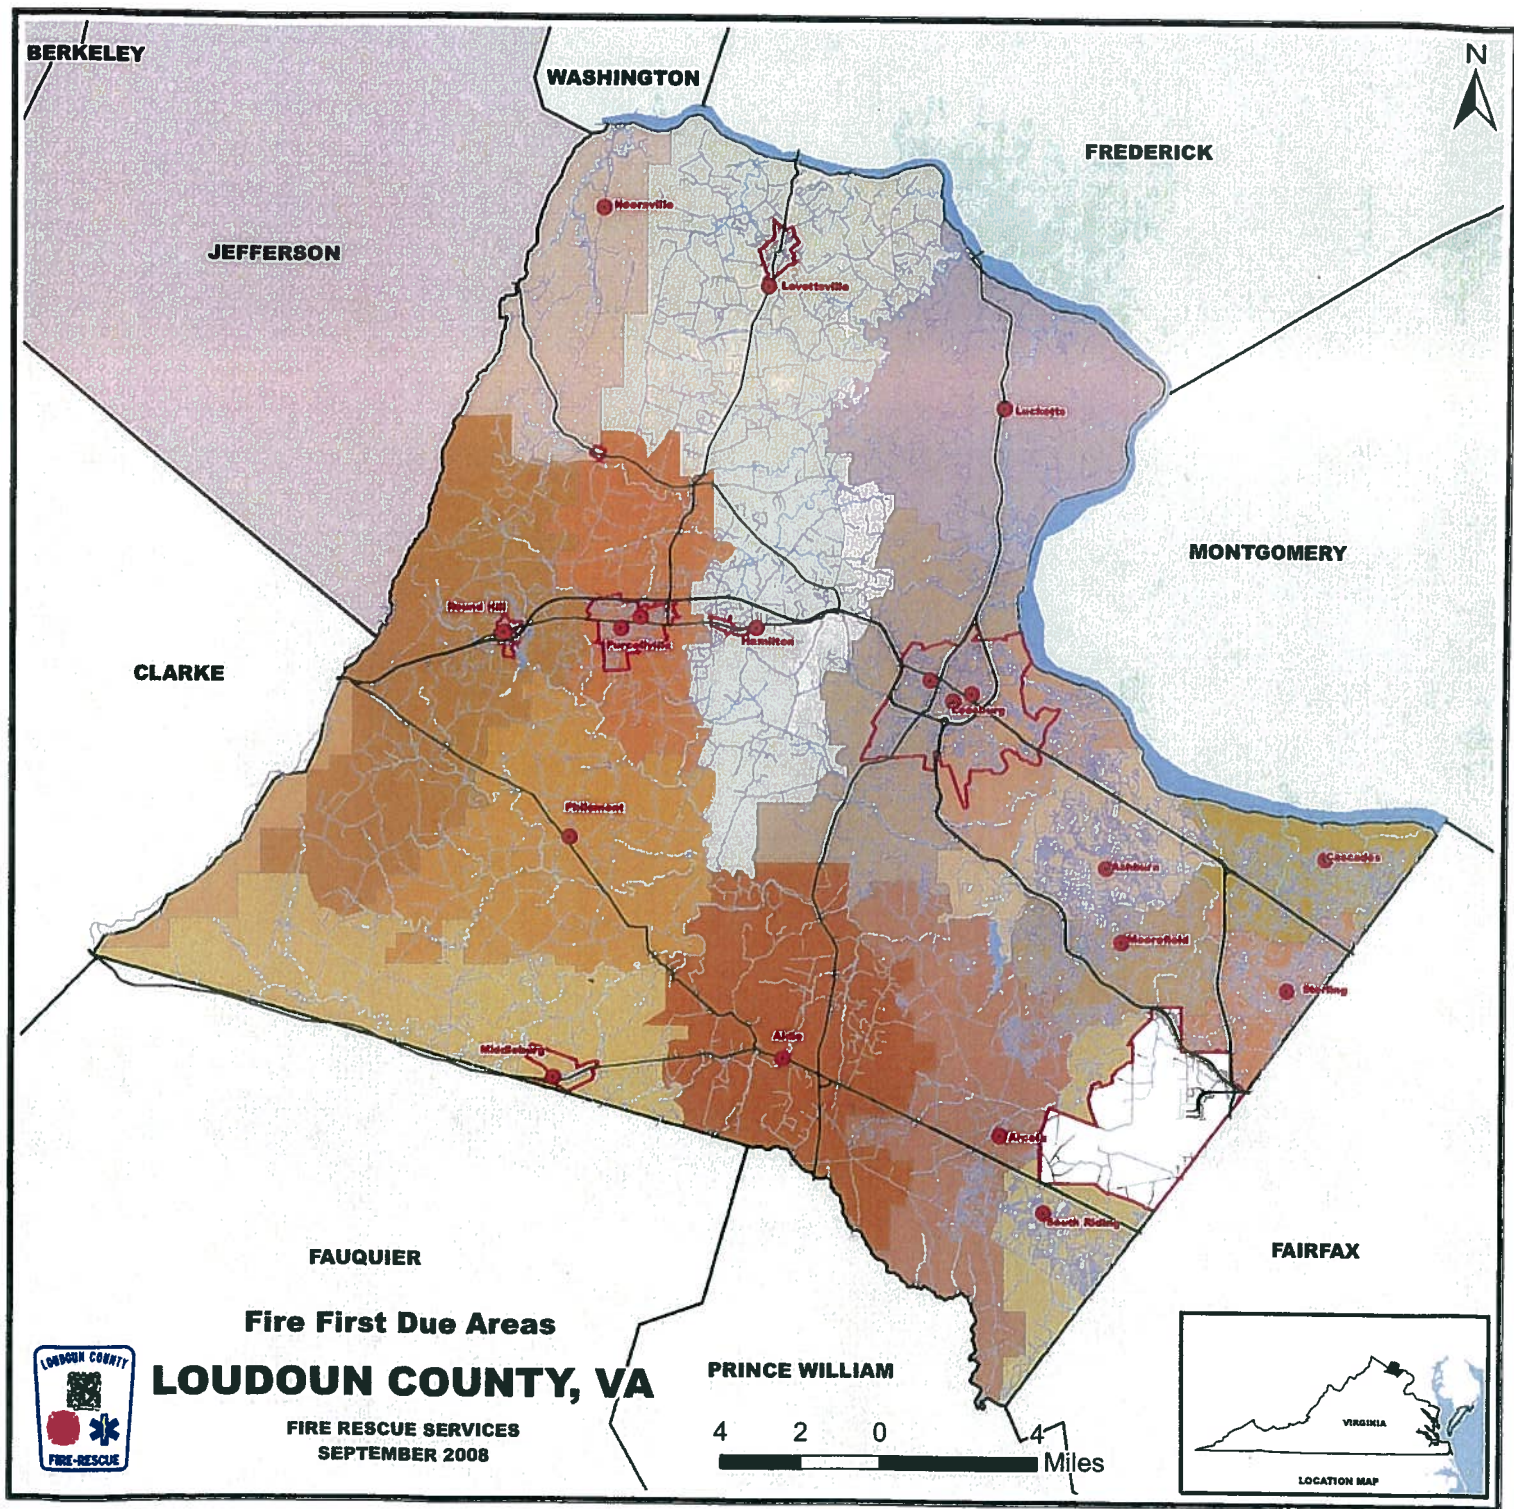 BERKELEY
WASHINGTON
N
FREDERICK
JEFFERSON
Lovettsville
Lucketts
MONTGOMERY
Round Hill
Purcellville
Hamilton
CLARKE
Leesburg
Philomont
Ashburn
Cascades
Moorefield
Sterling
Aldie
Middleburg
Arcola
South Riding
FAUQUIER
FAIRFAX
Fire First Due Areas
LOUDOUN COUNTY, VA
FIRE RESCUE SERVICES
SEPTEMBER 2008
LOUDOUN COUNTY
FIRE-RESCUE
PRINCE WILLIAM
4 2 0 4
Miles
VIRGINIA
LOCATION MAP